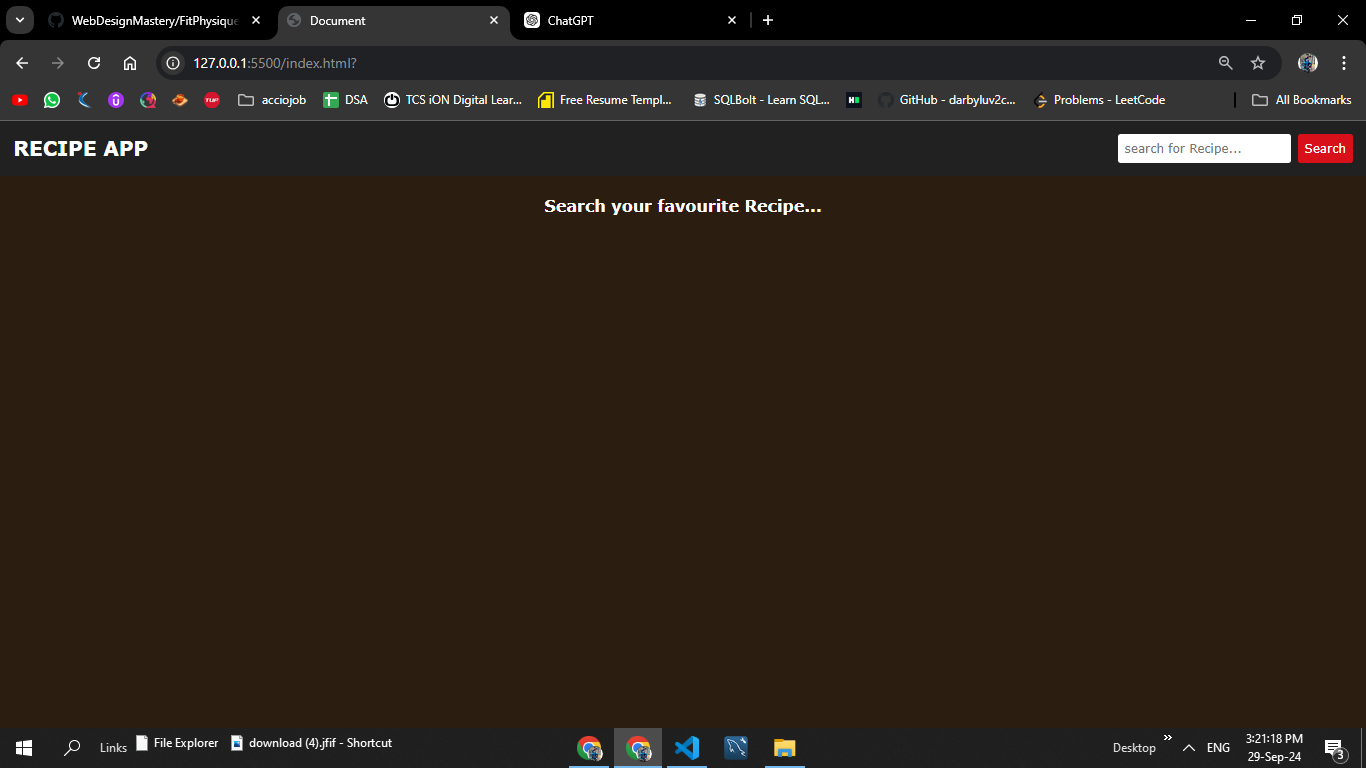 WebDesignMastery/FitPhysique
Document
ChatGPT
127.0.0.1:5500/index.html?
acciojob
DSA
TCS iON Digital Lear...
Free Resume Templ...
SQLBolt - Learn SQL...
GitHub - darbyluv2c...
Problems - LeetCode
All Bookmarks
RECIPE APP
search for Recipe...
Search
Search your favourite Recipe...
Links
File Explorer
download (4).jfif - Shortcut
Desktop
ENG
3:21:18 PM
29-Sep-24
3